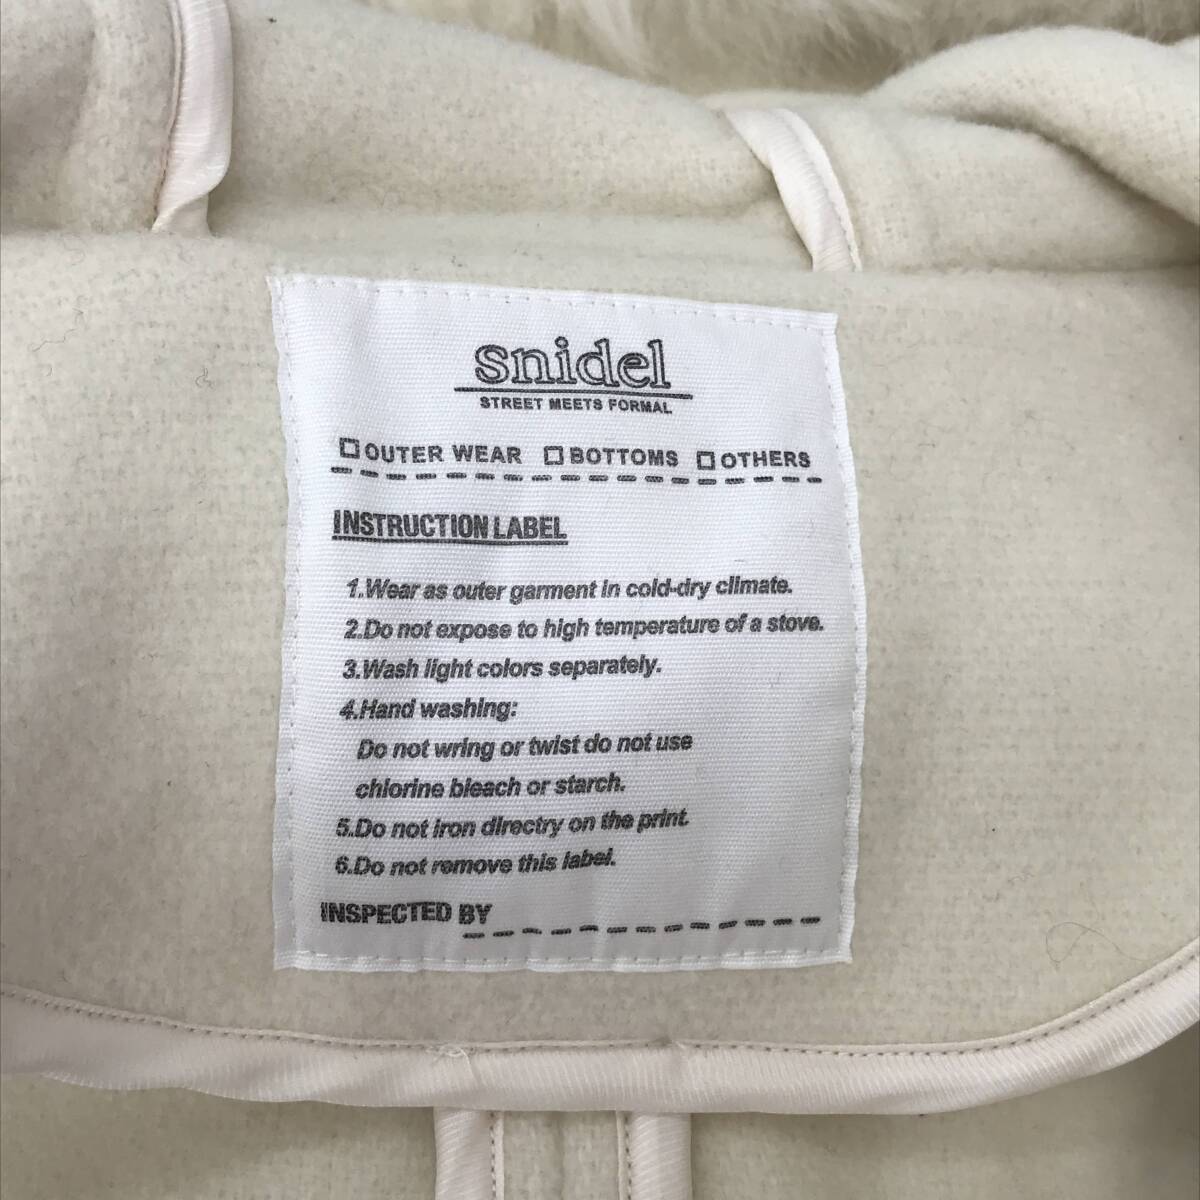 snidel
STREET MEETS FORMAL
OUTER WEAR BOTTOMS OTHERS
INSTRUCTION LABEL
1.Wear as outer garment in cold-dry climate.
2.Do not expose to high temperature of a stove.
3.Wash light colors separately.
4.Hand washing:
Do not wring or twist do not use
chlorine bleach or starch.
5.Do not iron directry on the print.
6.Do not remove this label.
INSPECTED BY